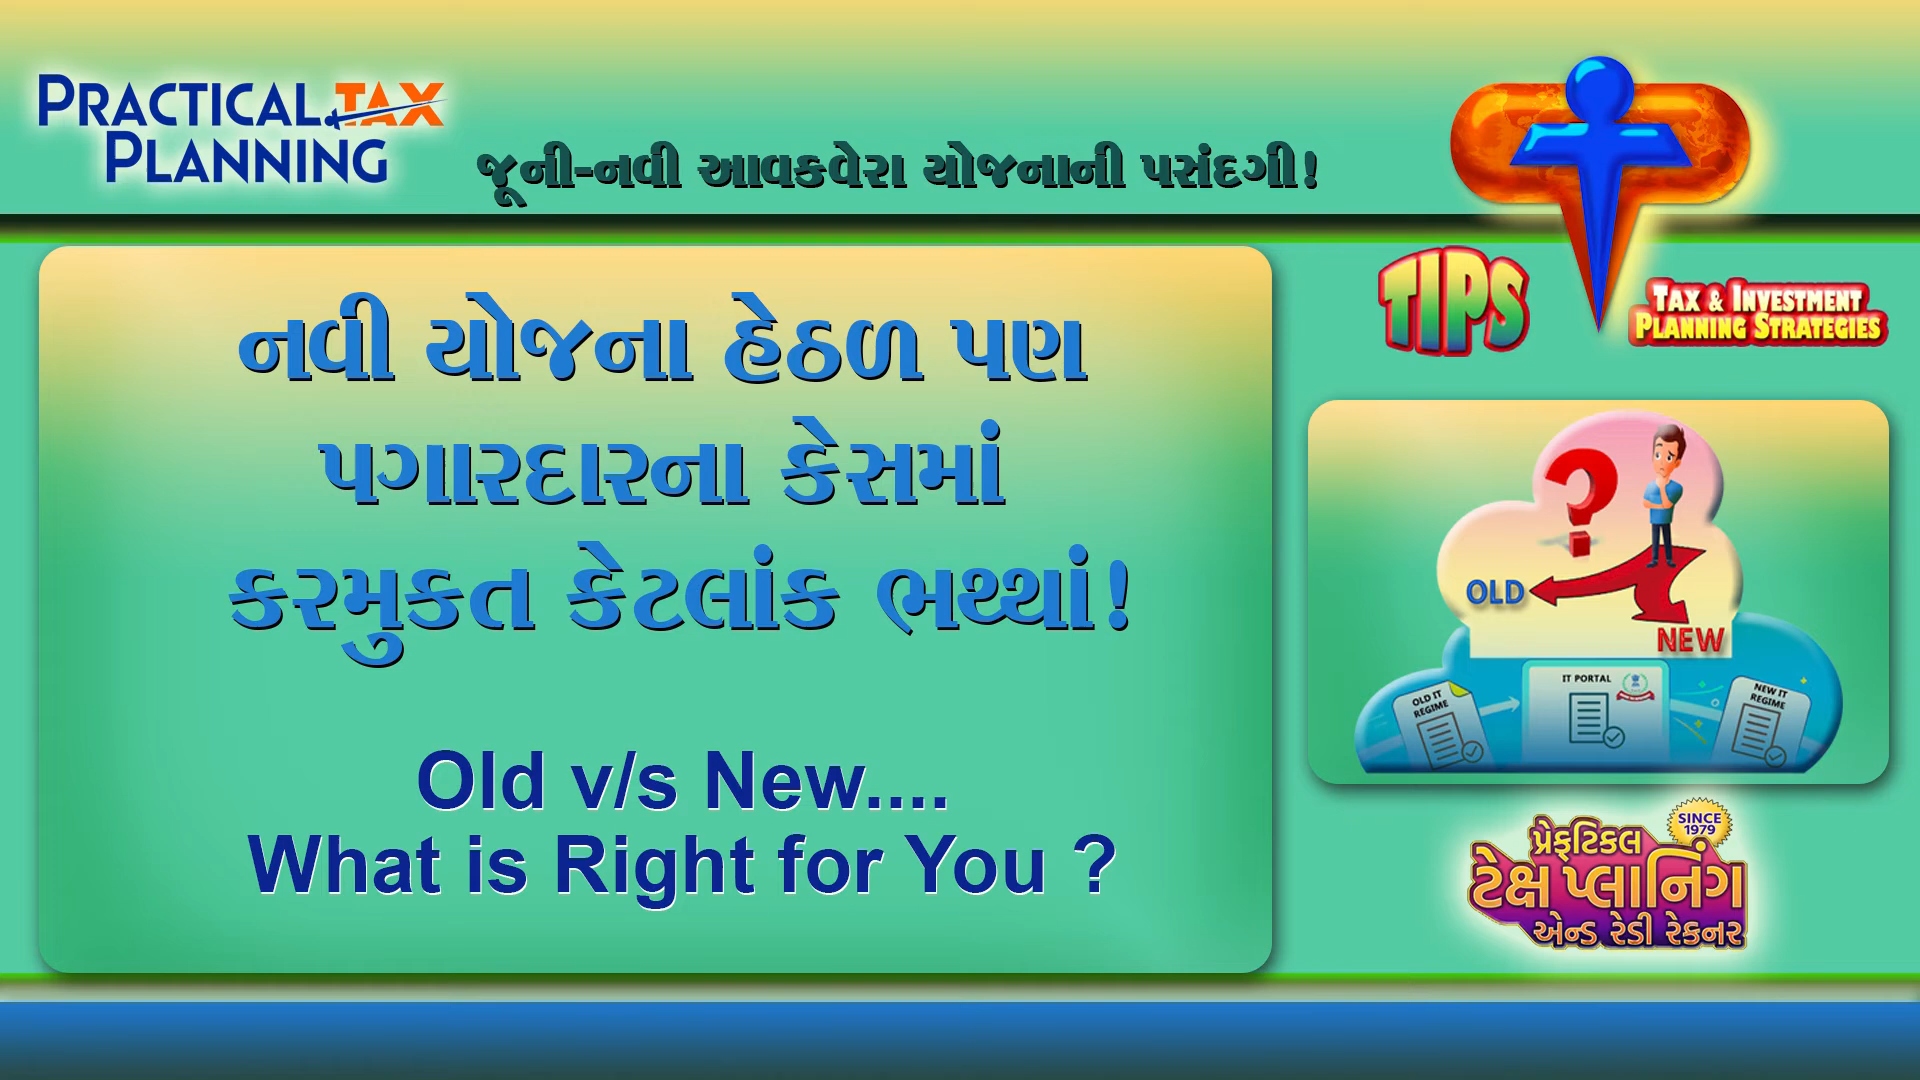 PRACTICAL TAX
PLANNING
જૂની-નવી આવકવેરા યોજનાની પસંદગી!
નવી યોજના હેઠળ પણ
પગારદારના કેસમાં
કરમુકત કેટલાંક ભથ્થાં!
Old v/s New....
What is Right for You ?
TIPS
TAX & INVESTMENT
PLANNING STRATEGIES
?
OLD
NEW
OLD IT
REGIME
IT PORTAL
NEW IT
REGIME
SINCE
1979
પ્રેક્ટિકલ
ટેક્ષ પ્લાનિંગ
એન્ડ રેડી રેકનર